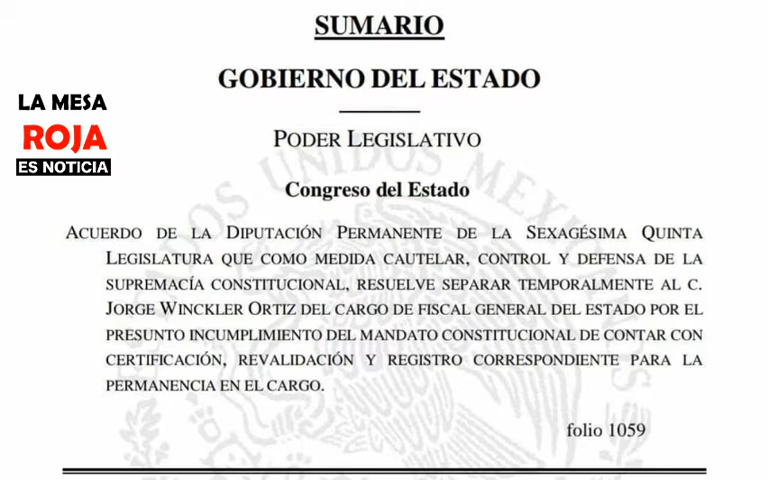 SUMARIO
GOBIERNO DEL ESTADO
LA MESA
ROJA
ES NOTICIA
PODER LEGISLATIVO
ESTADOS UNIDOS MEXICANOS
Congreso del Estado
ACUERDO DE LA DIPUTACIÓN PERMANENTE DE LA SEXAGÉSIMA QUINTA
LEGISLATURA QUE COMO MEDIDA CAUTELAR, CONTROL Y DEFENSA DE LA
SUPREMACÍA CONSTITUCIONAL, RESUELVE SEPARAR TEMPORALMENTE AL C.
JORGE WINCKLER ORTIZ DEL CARGO DE FISCAL GENERAL DEL ESTADO POR EL
PRESUNTO INCUMPLIMIENTO DEL MANDATO CONSTITUCIONAL DE CONTAR CON
CERTIFICACIÓN, REVALIDACIÓN Y REGISTRO CORRESPONDIENTE PARA LA
PERMANENCIA EN EL CARGO.
folio 1059